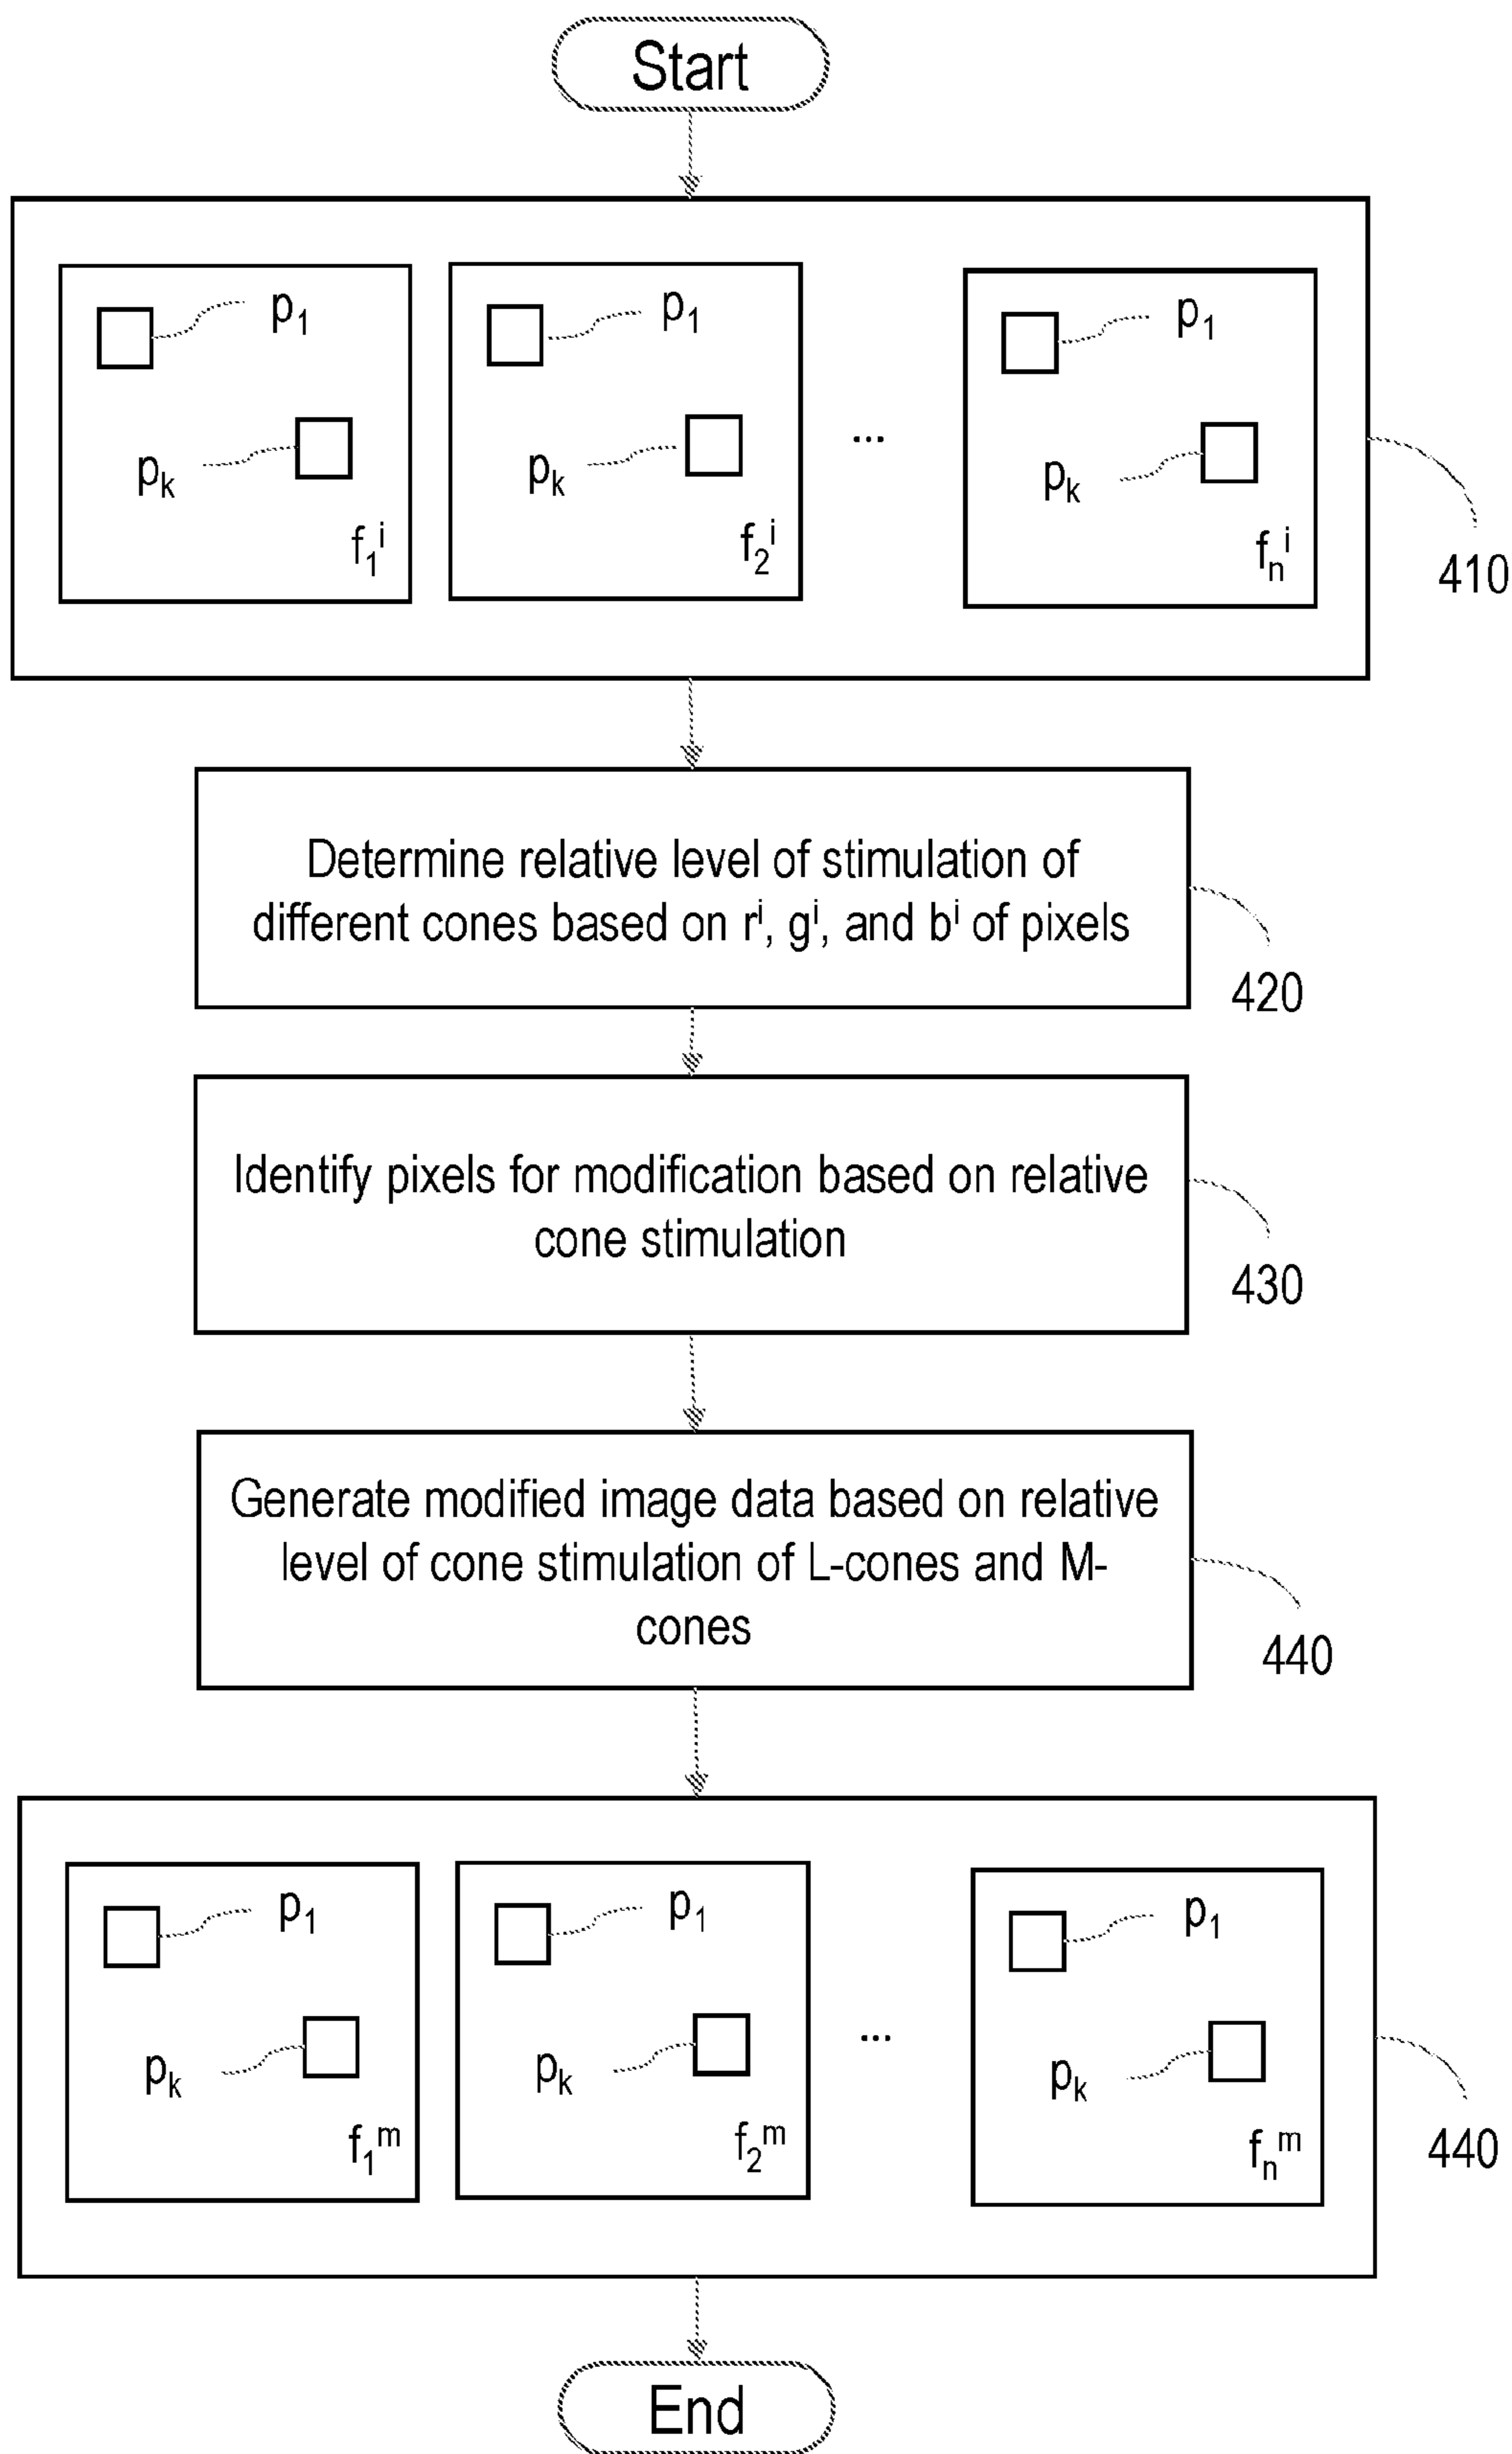 Start
p₁
p₁
p₁
pₖ
pₖ
...
pₖ
f₁ⁱ
f₂ⁱ
fₙⁱ
410
Determine relative level of stimulation of
different cones based on rⁱ, gⁱ, and bⁱ of pixels
420
Identify pixels for modification based on relative
cone stimulation
430
Generate modified image data based on relative
level of cone stimulation of L-cones and M-
cones
440
p₁
p₁
p₁
pₖ
pₖ
...
pₖ
f₁ᵐ
f₂ᵐ
fₙᵐ
440
End